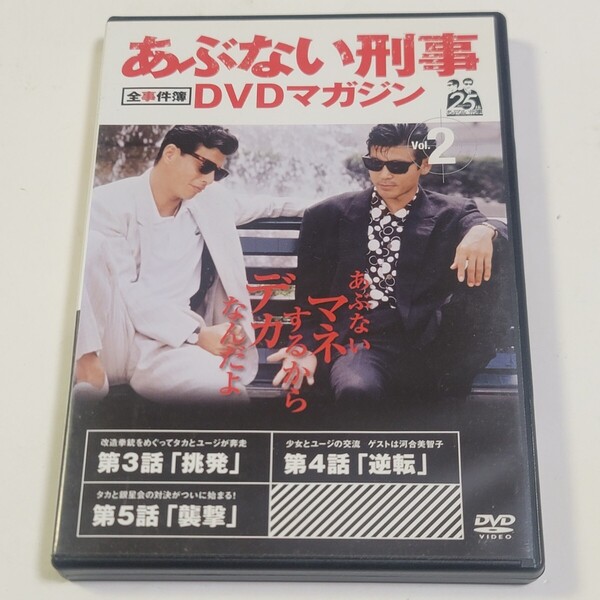 あぶない刑事
全事件簿 DVDマガジン
25th
Vol.2
あぶない
マネ
するから
デカ
なんだよ
改造拳銃をめぐってタカとユージが奔走
第3話「挑発」
少女とユージの交流 ゲストは河合美智子
第4話「逆転」
タカと銀星会の対決がついに始まる!
第5話「襲撃」
DVD
VIDEO